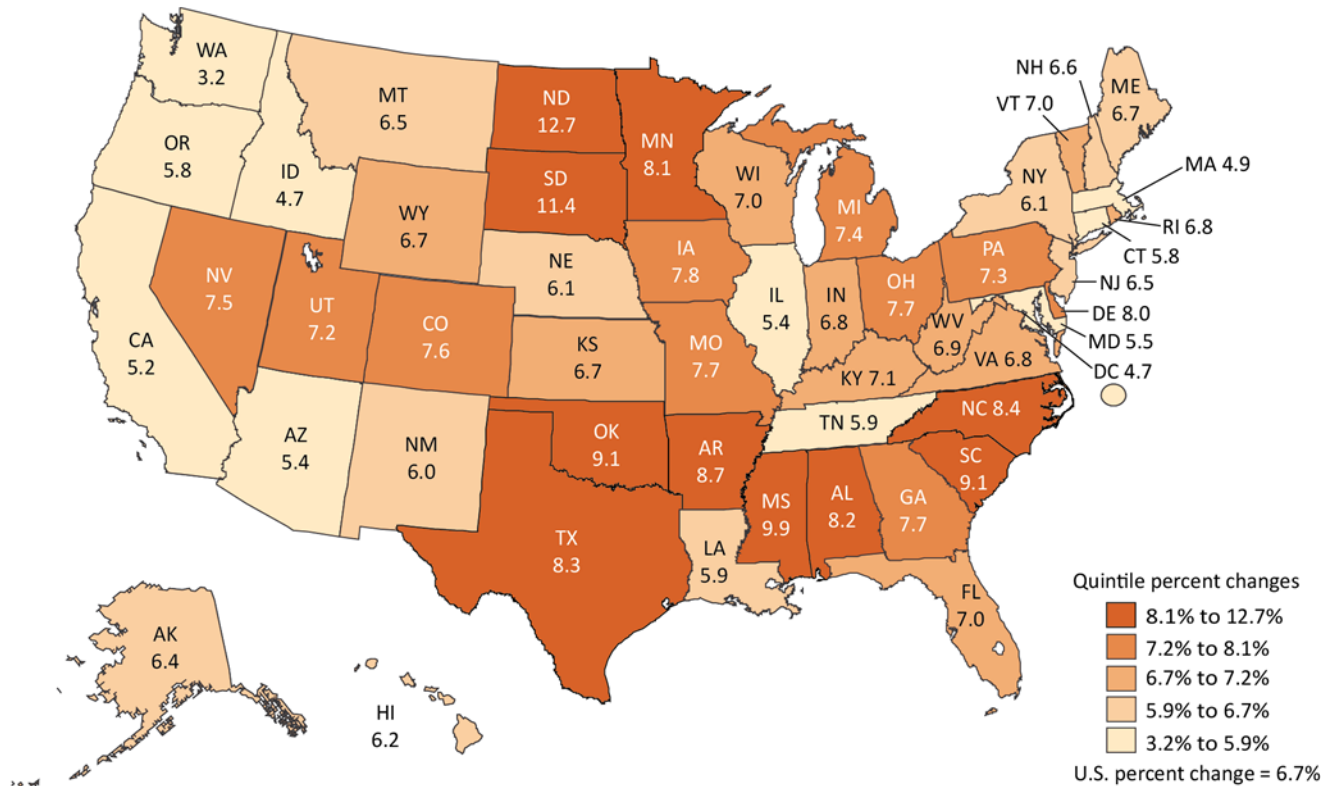 WA
3.2
OR
5.8
ID
4.7
MT
6.5
ND
12.7
MN
8.1
SD
11.4
WY
6.7
WI
7.0
MI
7.4
NH 6.6
VT 7.0
ME
6.7
NY
6.1
MA 4.9
RI 6.8
CT 5.8
NJ 6.5
DE 8.0
MD 5.5
DC 4.7
PA
7.3
NV
7.5
UT
7.2
CO
7.6
NE
6.1
IA
7.8
IL
5.4
IN
6.8
OH
7.7
WV
6.9
VA 6.8
CA
5.2
KS
6.7
MO
7.7
KY 7.1
TN 5.9
NC 8.4
SC
9.1
AZ
5.4
NM
6.0
OK
9.1
AR
8.7
TX
8.3
LA
5.9
MS
9.9
AL
8.2
GA
7.7
FL
7.0
AK
6.4
HI
6.2
Quintile percent changes
8.1% to 12.7%
7.2% to 8.1%
6.7% to 7.2%
5.9% to 6.7%
3.2% to 5.9%
U.S. percent change = 6.7%